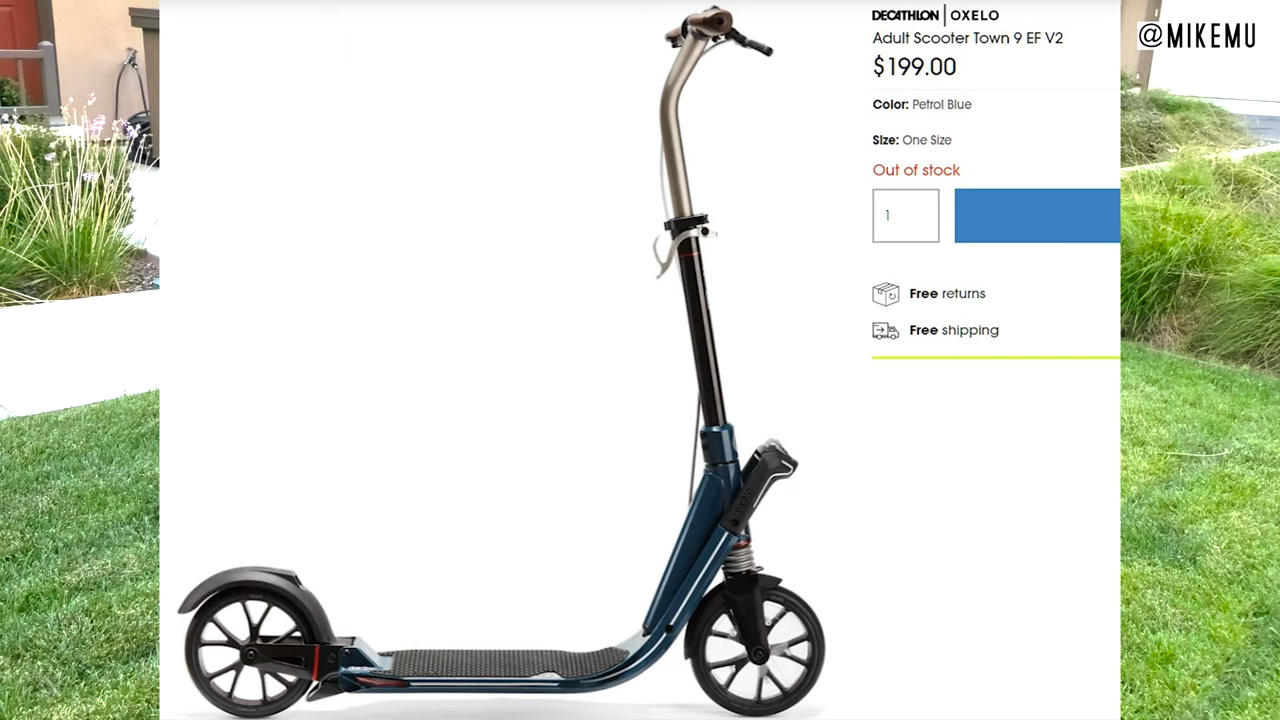 DECATHLON | OXELO
@MIKEMU
Adult Scooter Town 9 EF V2
$199.00
Color: Petrol Blue
Size: One Size
Out of stock
1
Free returns
Free shipping